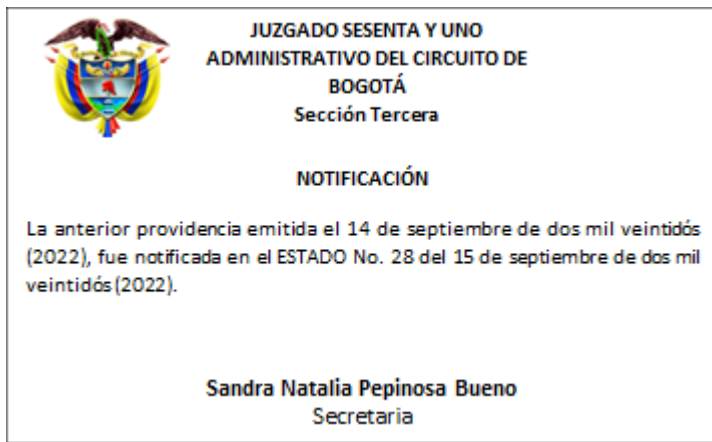 JUZGADO SESENTA Y UNO
ADMINISTRATIVO DEL CIRCUITO DE
BOGOTÁ
Sección Tercera
NOTIFICACIÓN
La anterior providencia emitida el 14 de septiembre de dos mil veintidós
(2022), fue notificada en el ESTADO No. 28 del 15 de septiembre de dos mil
veintidós (2022).
Sandra Natalia Pepinosa Bueno
Secretaria